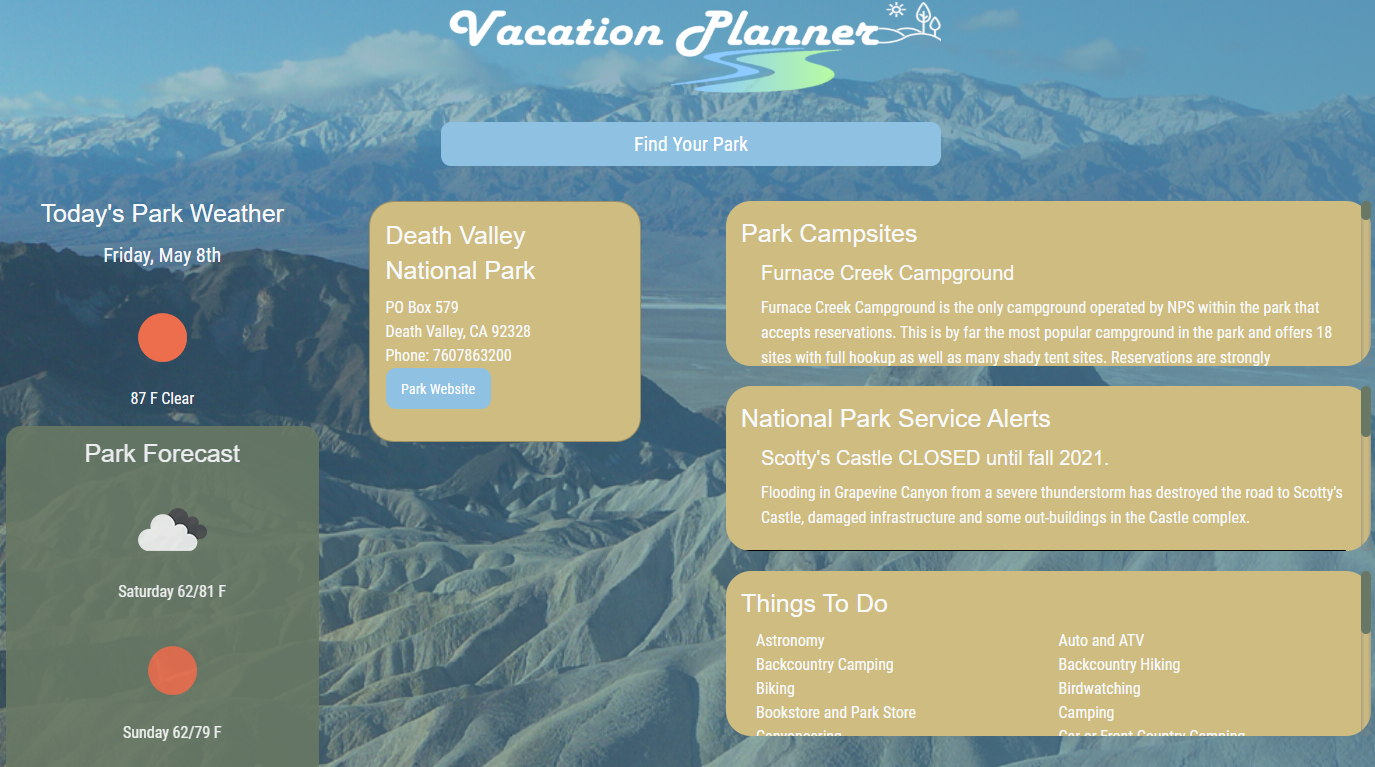 Vacation Planner
Find Your Park
Today's Park Weather
Friday, May 8th
87 F Clear
Park Forecast
Saturday 62/81 F
Sunday 62/79 F
Death Valley
National Park
PO Box 579
Death Valley, CA 92328
Phone: 7607863200
Park Website
Park Campsites
Furnace Creek Campground
Furnace Creek Campground is the only campground operated by NPS within the park that
accepts reservations. This is by far the most popular campground in the park and offers 18
sites with full hookup as well as many shady tent sites. Reservations are strongly
National Park Service Alerts
Scotty's Castle CLOSED until fall 2021.
Flooding in Grapevine Canyon from a severe thunderstorm has destroyed the road to Scotty's
Castle, damaged infrastructure and some out-buildings in the Castle complex.
Things To Do
Astronomy
Backcountry Camping
Biking
Bookstore and Park Store
Canyoneering
Auto and ATV
Backcountry Hiking
Birdwatching
Camping
Car or Front Country Camping